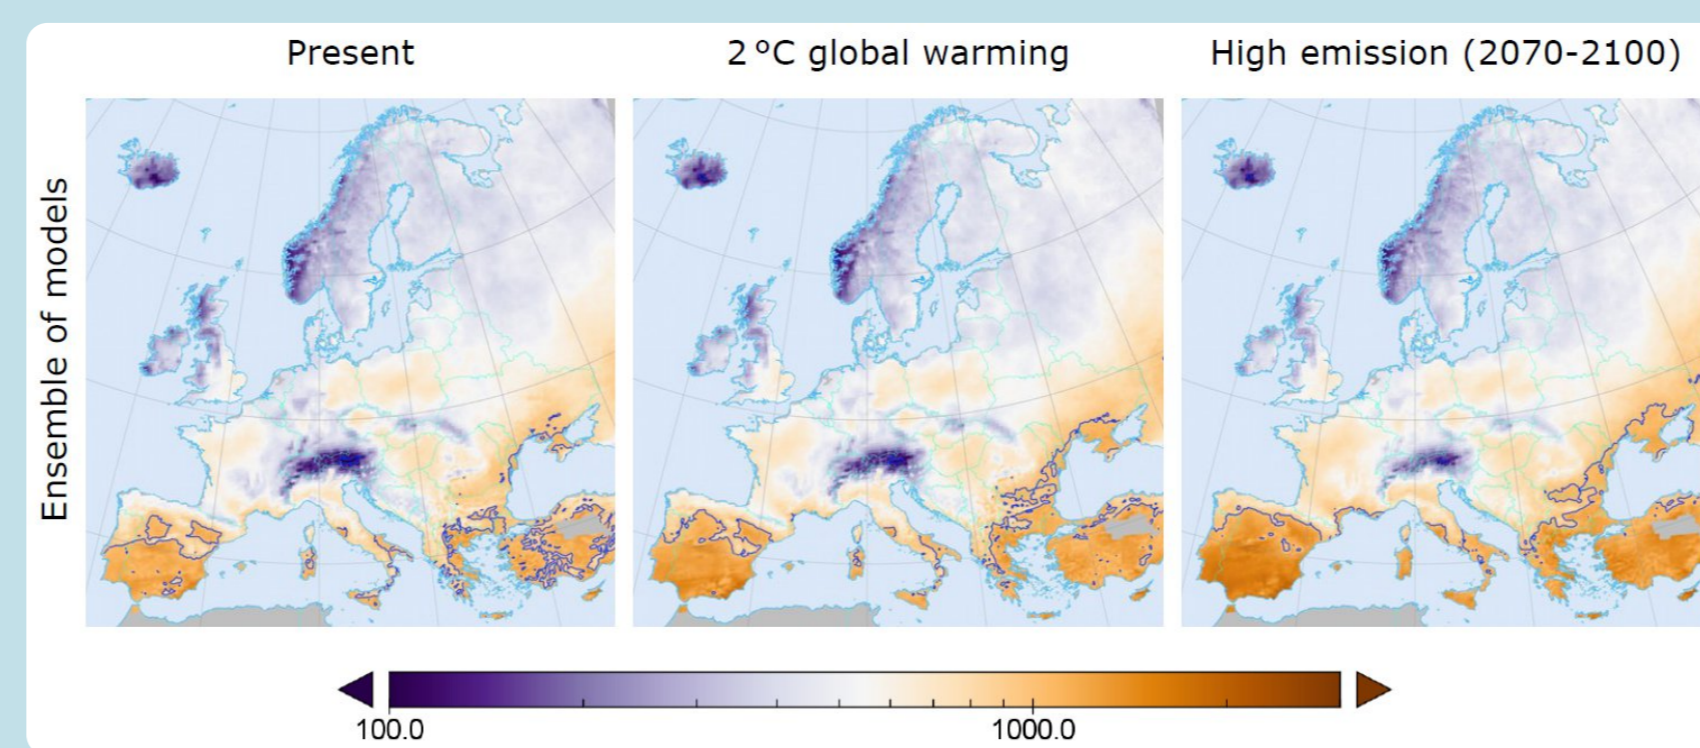 Present
2 °C global warming
High emission (2070-2100)
Ensemble of models
100.0
1000.0